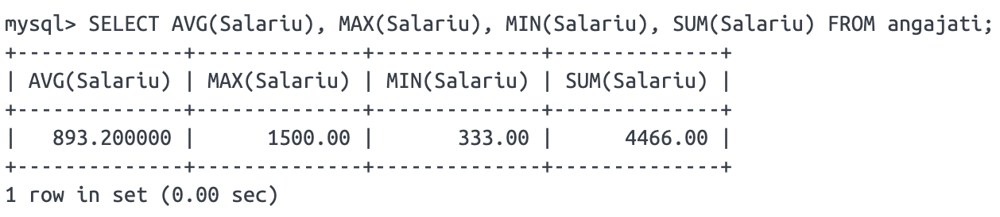 mysql> SELECT AVG(Salariu), MAX(Salariu), MIN(Salariu), SUM(Salariu) FROM angajati;
+--------------+--------------+--------------+--------------+
| AVG(Salariu) | MAX(Salariu) | MIN(Salariu) | SUM(Salariu) |
+--------------+--------------+--------------+--------------+
|   893.200000 |      1500.00 |       333.00 |      4466.00 |
+--------------+--------------+--------------+--------------+
1 row in set (0.00 sec)